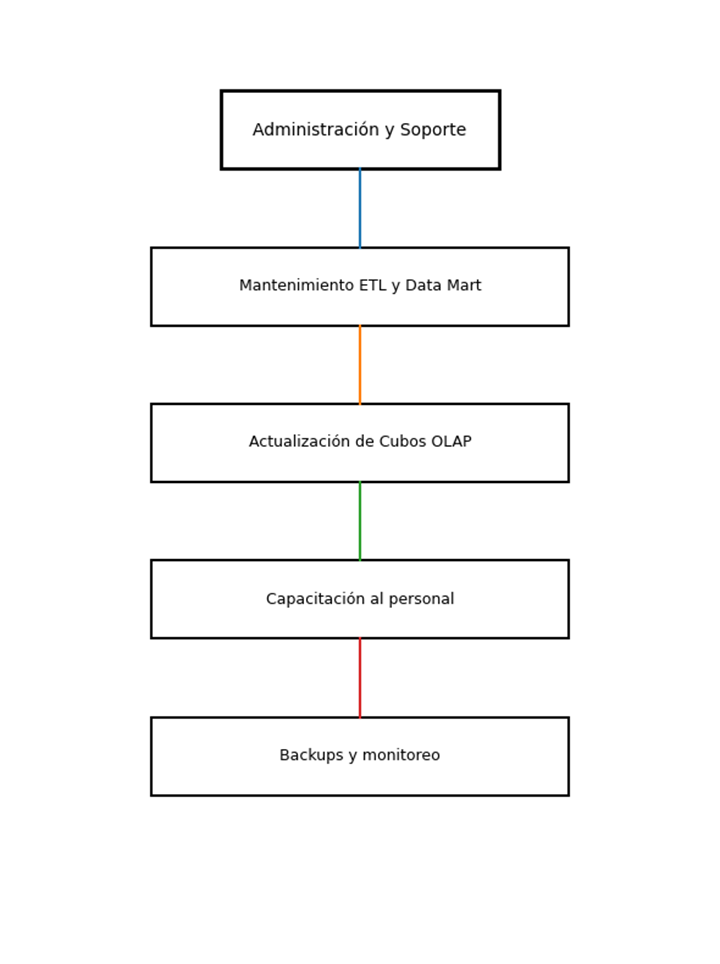 Administración y Soporte
Mantenimiento ETL y Data Mart
Actualización de Cubos OLAP
Capacitación al personal
Backups y monitoreo